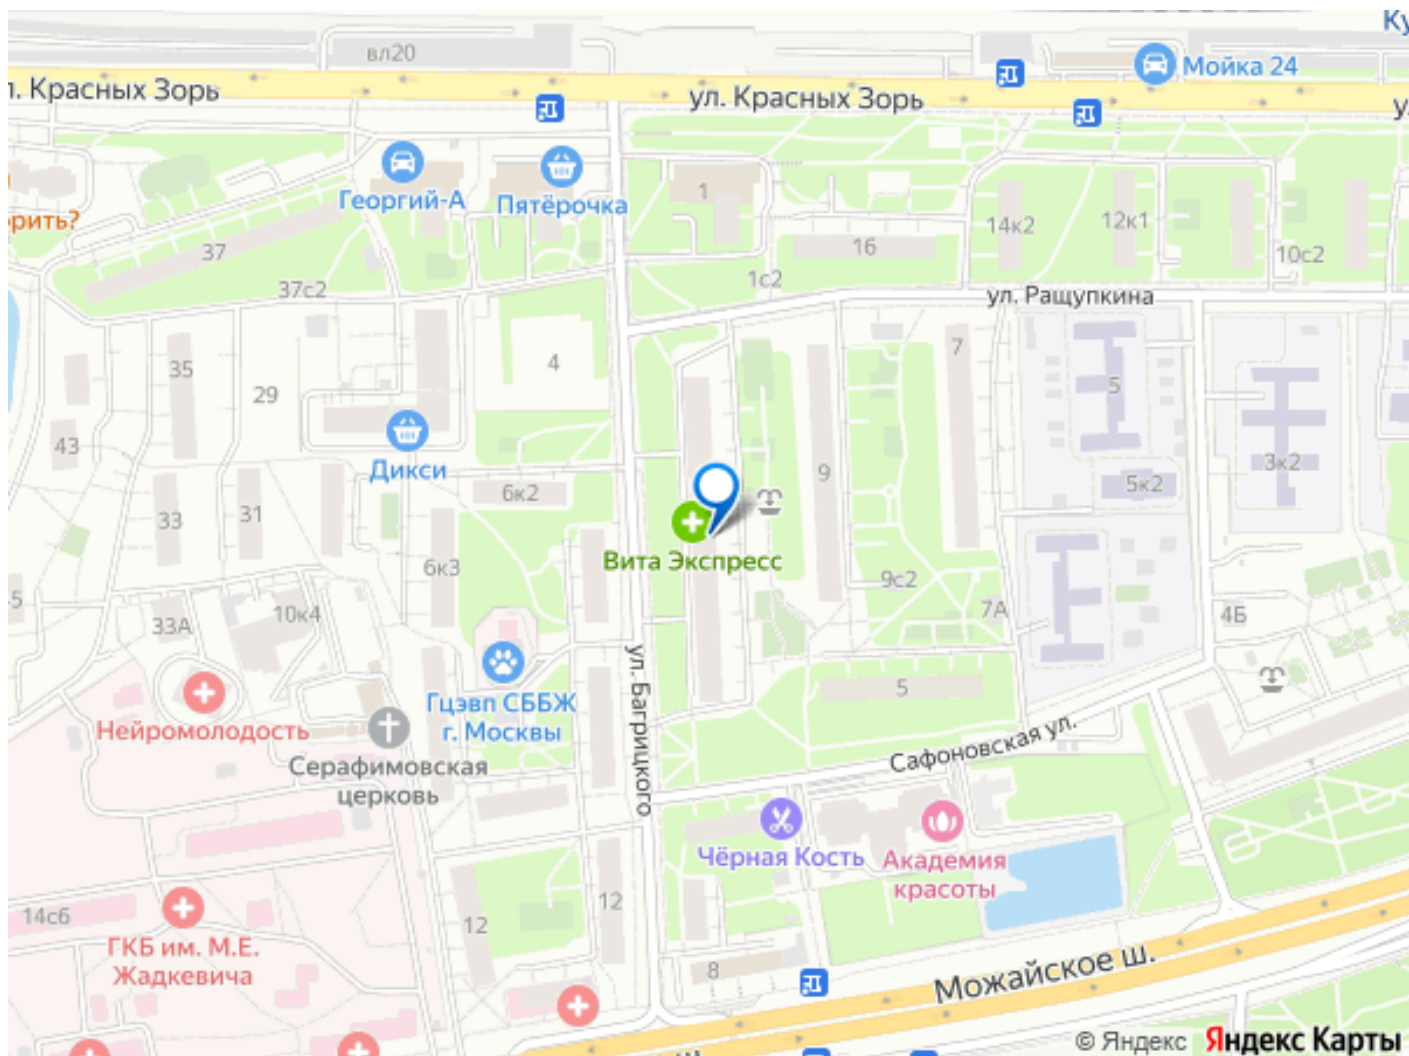 Ку
вл20
Мойка 24
л. Красных Зорь
ул. Красных Зорь
у
Георгий-А
Пятёрочка
1
орить?
14к2
12к1
16
37
10с2
1с2
37с2
ул. Ращупкина
4
7
35
5
29
43
Дикси
9
3к2
6к2
5к2
33
31
Вита Экспресс
6к3
9с2
45
7А
10к4
4Б
33А
5
ул. Багрицкого
Гцэвп СББЖ
г. Москвы
Нейромолодость
Серафимовская
церковь
Сафоновская ул.
Чёрная Кость
Академия
красоты
14с6
12
12
ГКБ им. М.Е.
Жадкевича
8
Можайское ш.
ш.
© Яндекс Яндекс Карты